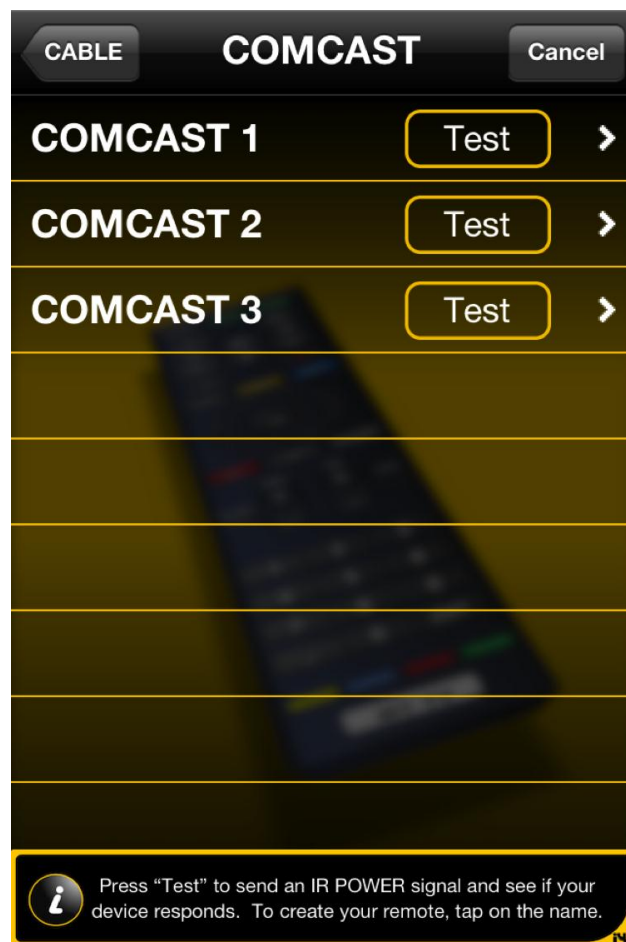 CABLE COMCAST Cancel
COMCAST 1 Test
COMCAST 2 Test
COMCAST 3 Test
Press “Test” to send an IR POWER signal and see if your
device responds. To create your remote, tap on the name.